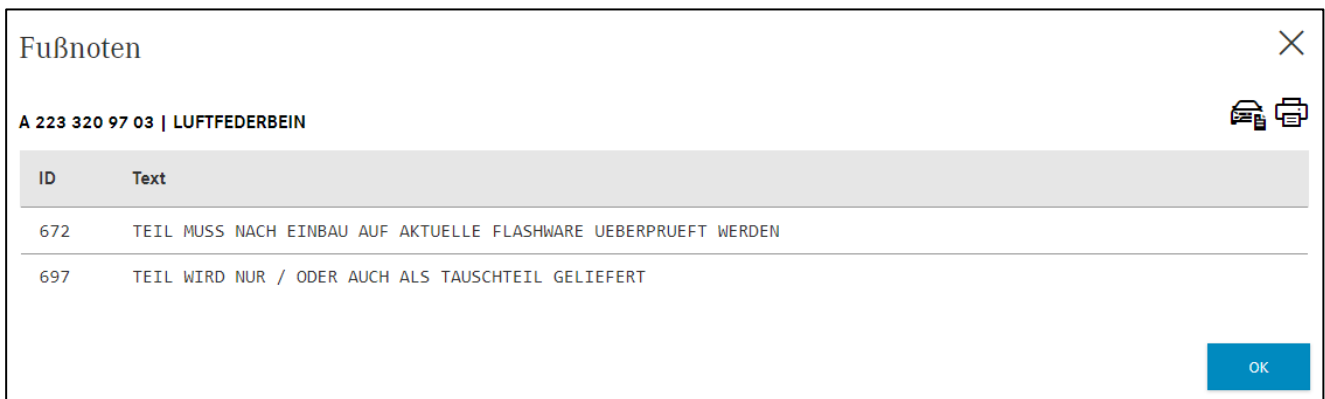 Fußnoten
A 223 320 97 03 | LUFTFEDERBEIN
ID Text
672 TEIL MUSS NACH EINBAU AUF AKTUELLE FLASHWARE UEBERPRUEFT WERDEN
697 TEIL WIRD NUR / ODER AUCH ALS TAUSCHTEIL GELIEFERT
OK